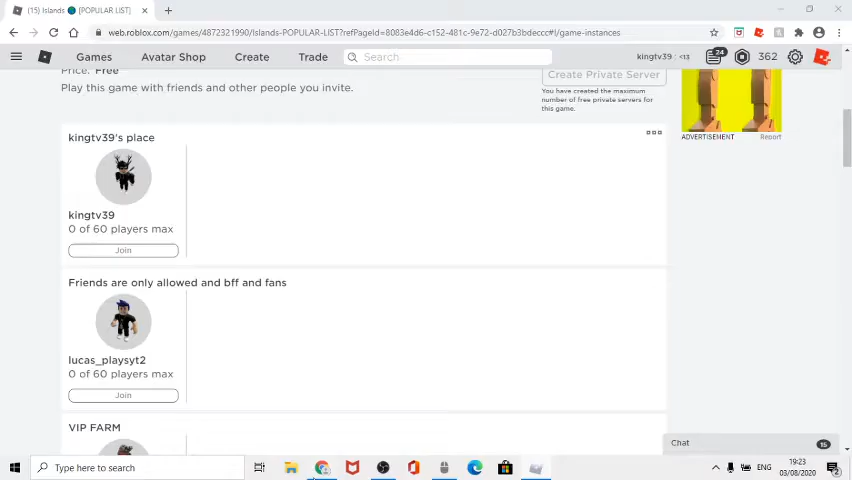 (15) Islands [POPULAR LIST]
web.roblox.com/games/4872321990/Islands-POPULAR-LIST?refPageId=8083e4d6-c152-481c-9e72-d027b3bdeccc#!/game-instances
Games Avatar Shop Create Trade Search kingtv39 : <13 24 362
Price: Free
Play this game with friends and other people you invite.
Create Private Server
You have created the maximum
number of free private servers for
this game.
ADVERTISEMENT Report
kingtv39's place
kingtv39
0 of 60 players max
Join
Friends are only allowed and bff and fans
lucas_playsyt2
0 of 60 players max
Join
VIP FARM
Chat 15
Type here to search
ENG
19:23
03/08/2020
2